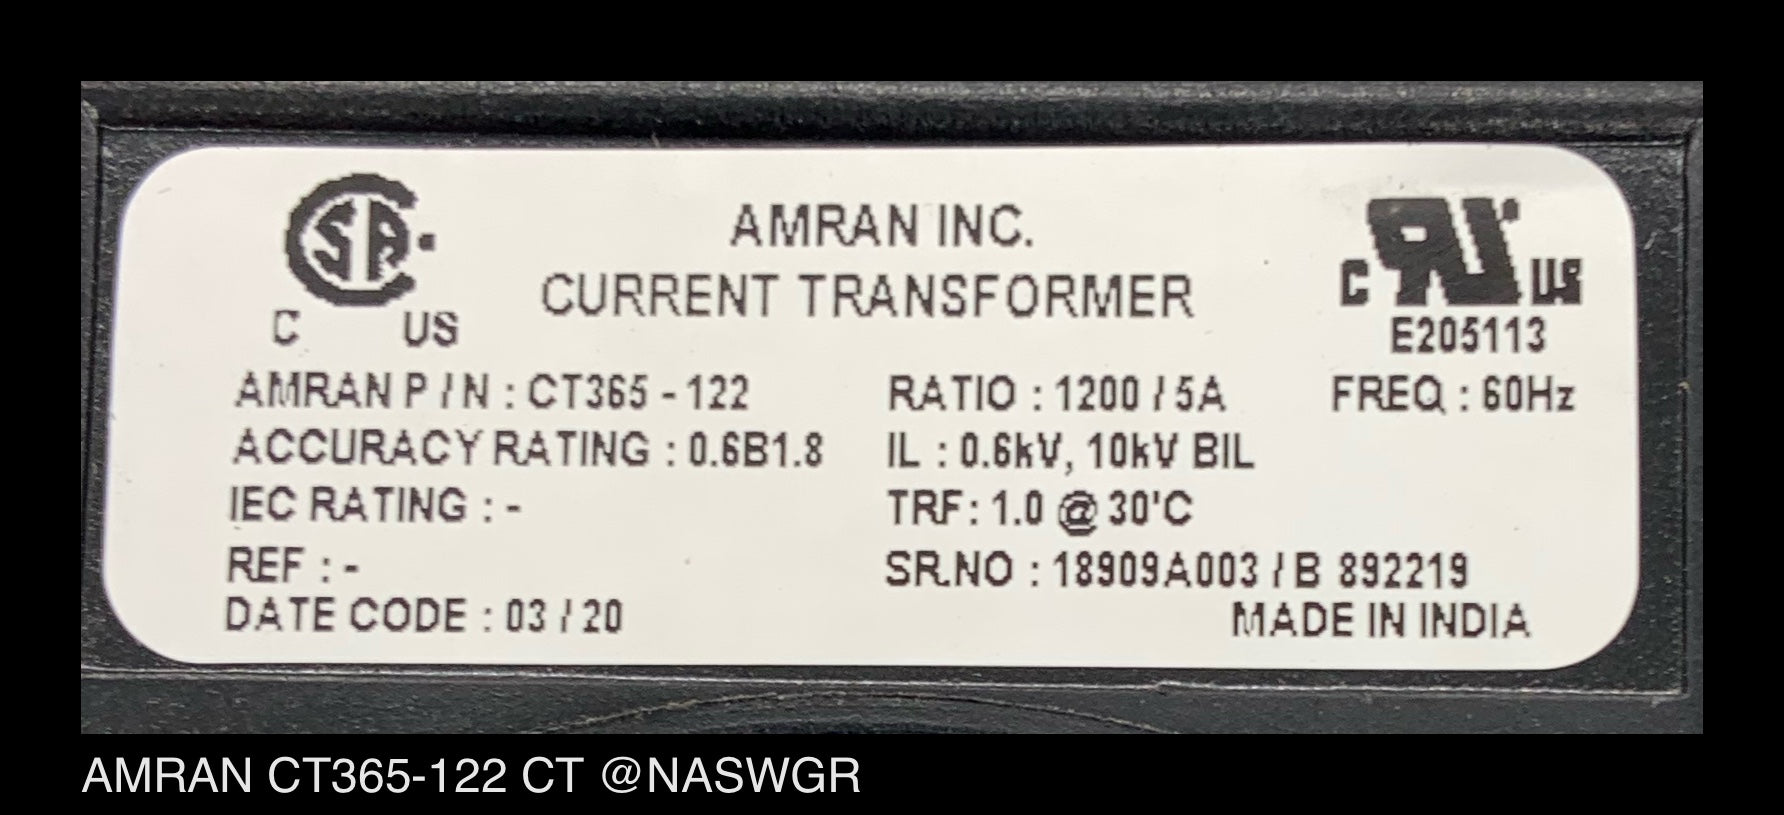 AMRAN INC.
CURRENT TRANSFORMER
CSA
C US
C RU US
E205113
AMRAN P/N : CT365-122 RATIO : 1200/5A FREQ : 60Hz
ACCURACY RATING : 0.6B1.8 IL : 0.6kV, 10kV BIL
IEC RATING : - TRF: 1.0 @ 30'C
REF : - SR.NO : 18909A003 / B 892219
DATE CODE : 03/20 MADE IN INDIA
AMRAN CT365-122 CT @NASWGR